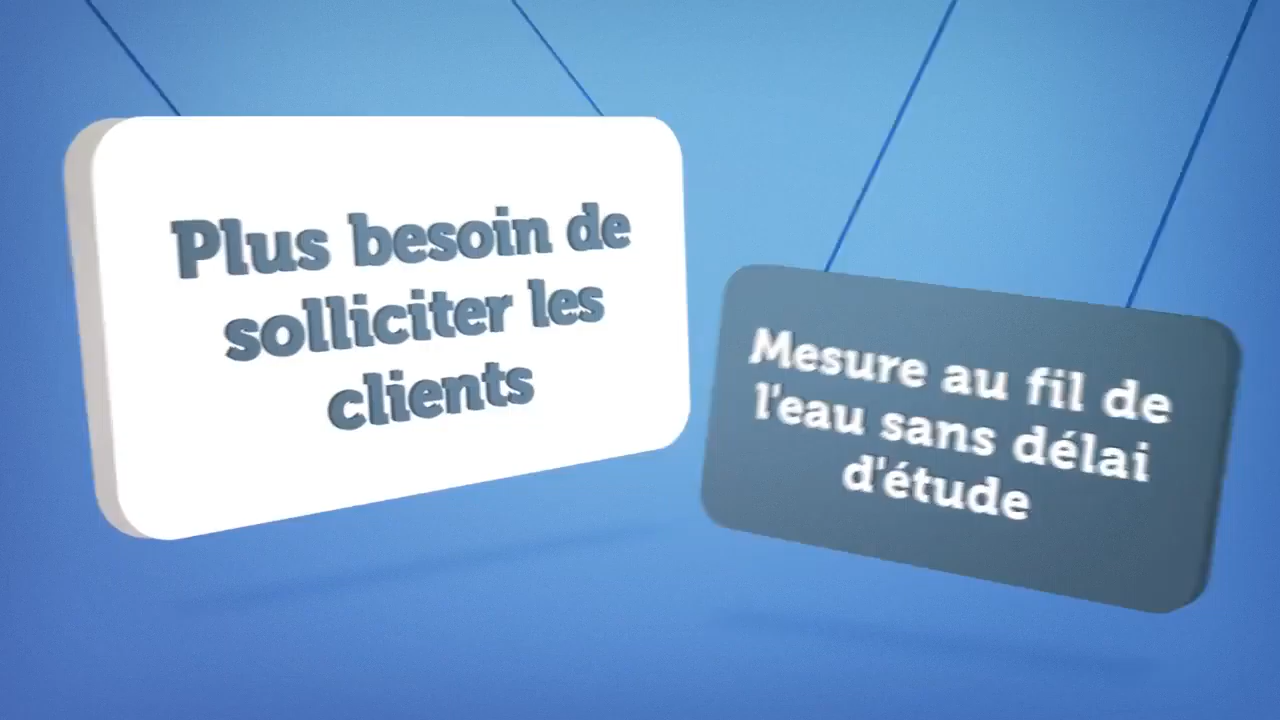 Plus besoin de
solliciter les
clients
Mesure au fil de
l'eau sans délai
d'étude